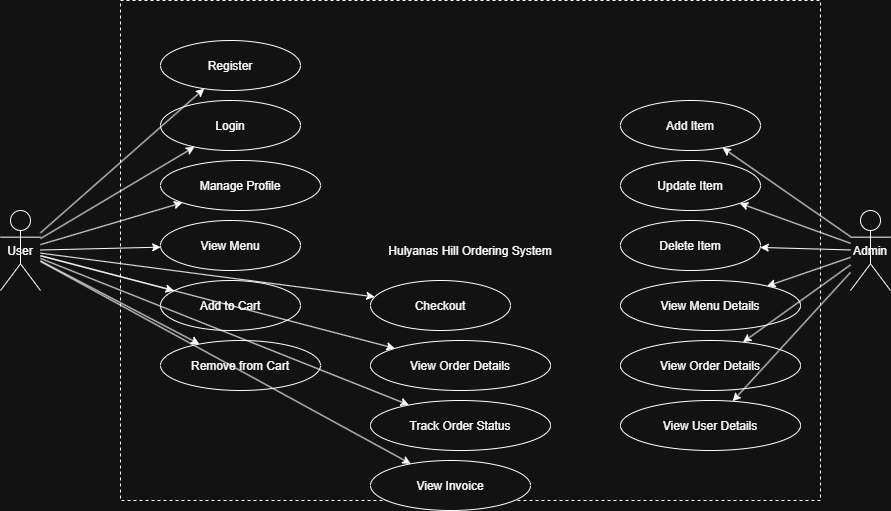 Register
Login
Manage Profile
User
View Menu
Add to Cart
Remove from Cart
Hulyanas Hill Ordering System
Checkout
View Order Details
Track Order Status
View Invoice
Add Item
Update Item
Delete Item
View Menu Details
View Order Details
View User Details
Admin